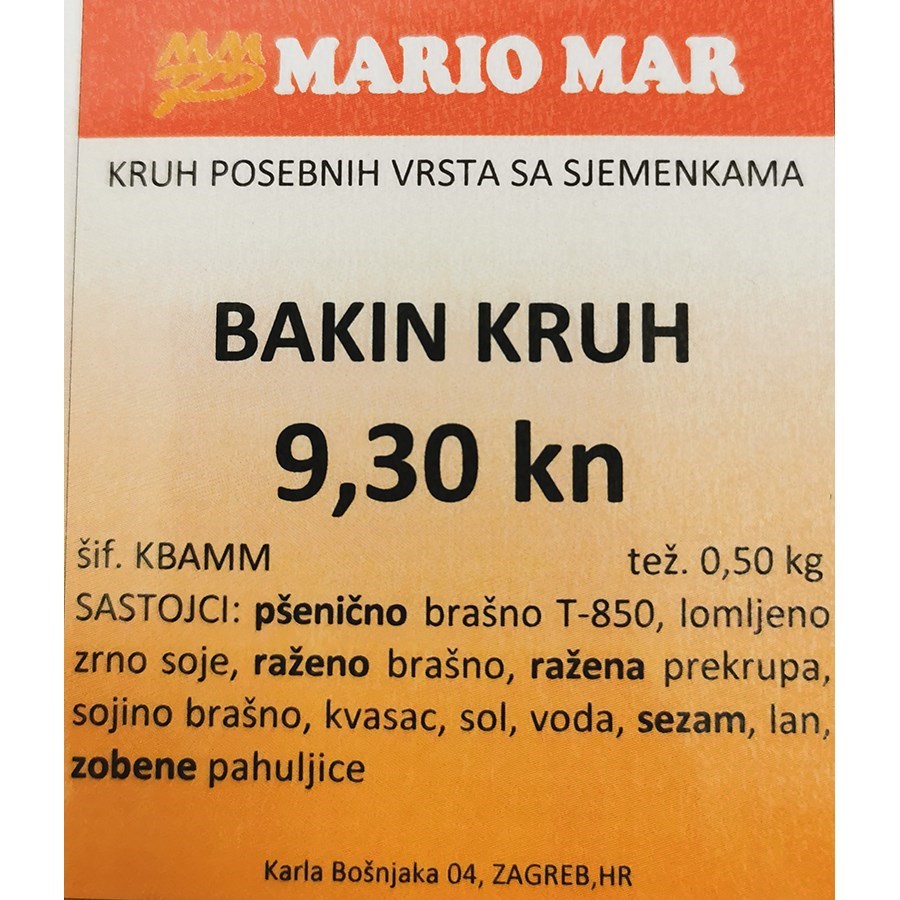 MM MARIO MAR
KRUH POSEBNIH VRSTA SA SJEMENKAMA
BAKIN KRUH
9,30 kn
šif. KBAMM tež. 0,50 kg
SASTOJCI: pšenično brašno T-850, lomljeno
zrno soje, raženo brašno, ražena prekrupa,
sojino brašno, kvasac, sol, voda, sezam, lan,
zobene pahuljice
Karla Bošnjaka 04, ZAGREB,HR